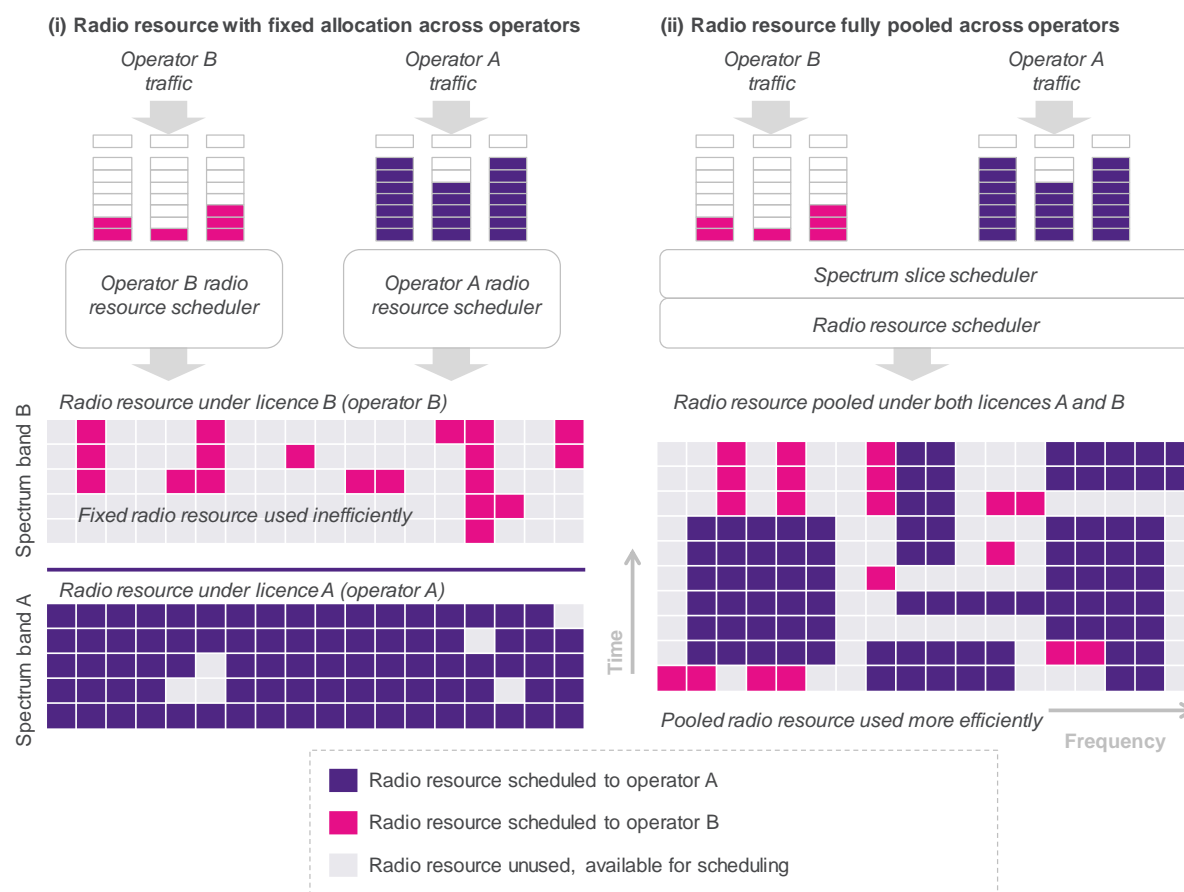 (i) Radio resource with fixed allocation across operators
Operator B
traffic
Operator A
traffic
Operator B radio
resource scheduler
Operator A radio
resource scheduler
Radio resource under licence B (operator B)
Spectrum band B
Fixed radio resource used inefficiently
Radio resource under licence A (operator A)
Spectrum band A
(ii) Radio resource fully pooled across operators
Operator B
traffic
Operator A
traffic
Spectrum slice scheduler
Radio resource scheduler
Radio resource pooled under both licences A and B
Time
Pooled radio resource used more efficiently
Frequency
Radio resource scheduled to operator A
Radio resource scheduled to operator B
Radio resource unused, available for scheduling